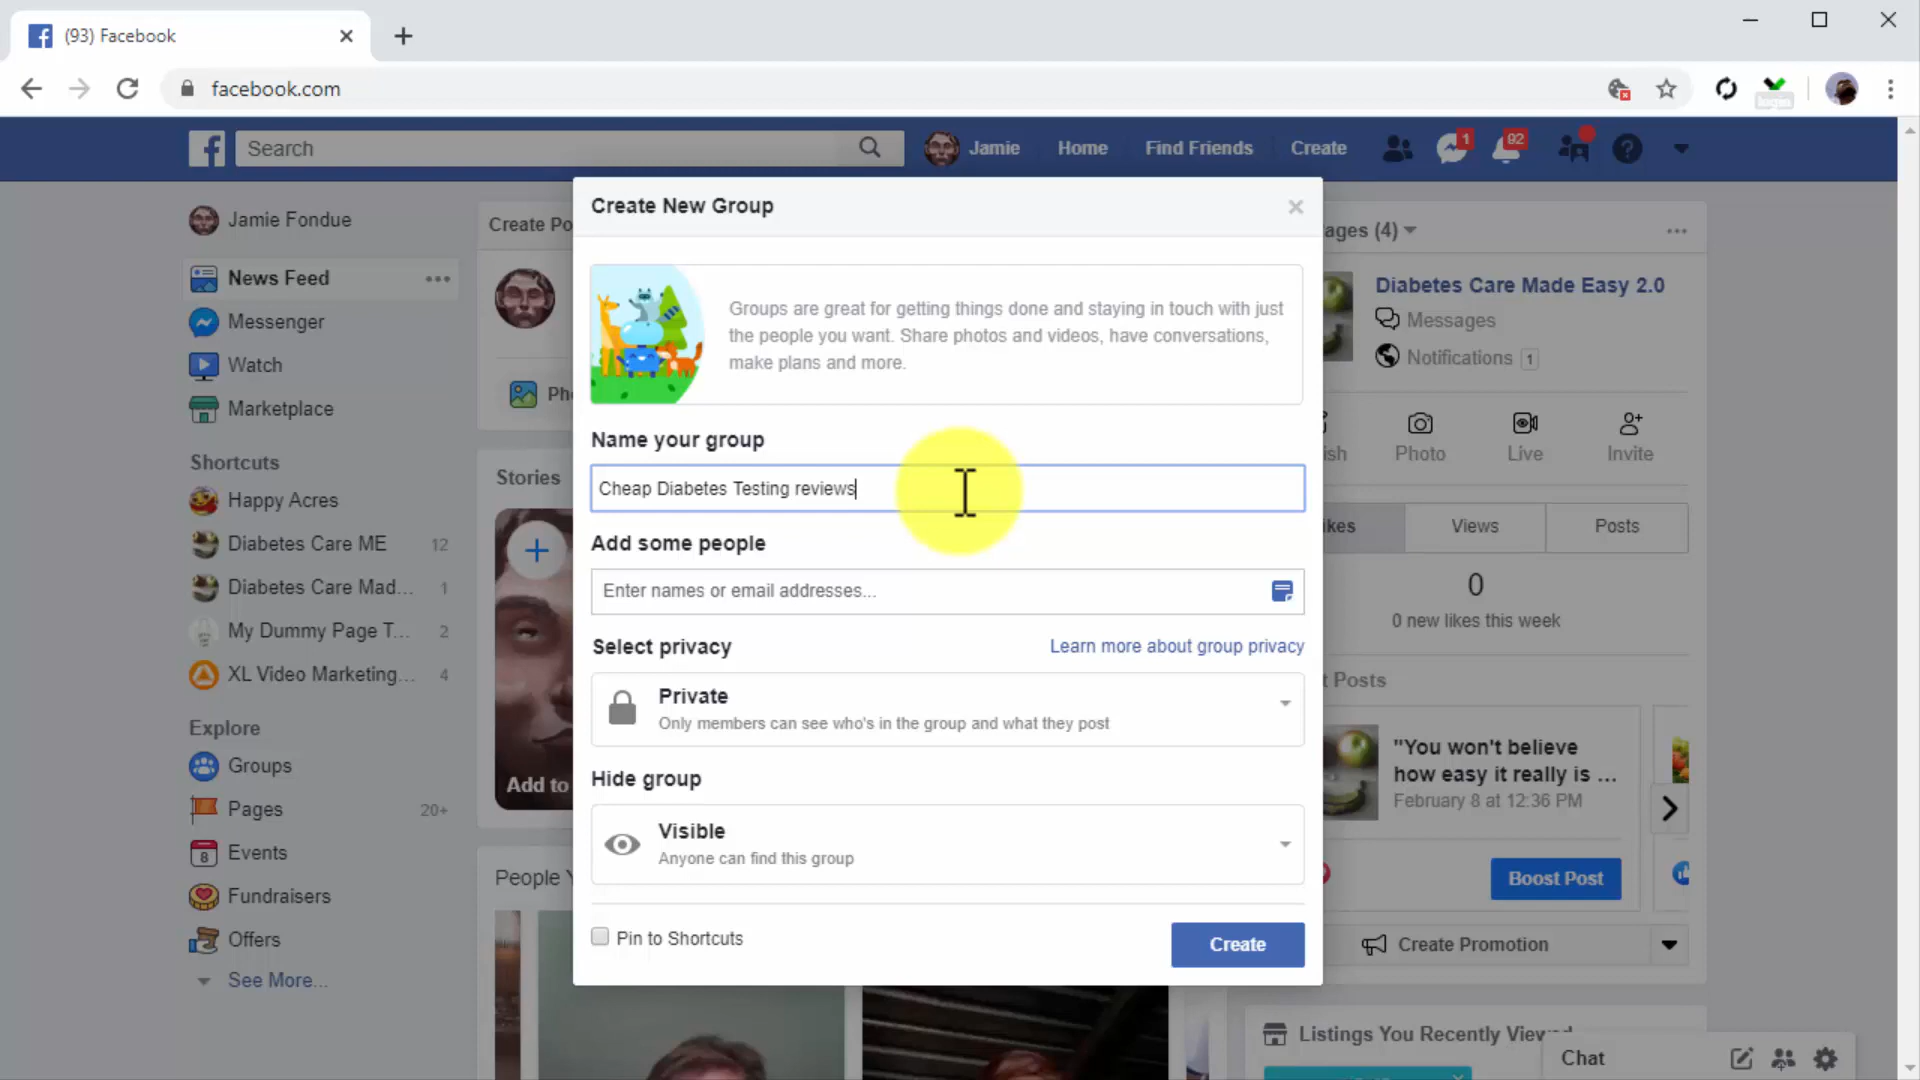 (93) Facebook
facebook.com
login
Search
Jamie
Home
Find Friends
Create
1
92
Jamie Fondue
News Feed
Messenger
Watch
Marketplace
Shortcuts
Happy Acres
Diabetes Care ME 12
Diabetes Care Mad... 1
My Dummy Page T... 2
XL Video Marketing... 4
Explore
Groups
Pages 20+
8
Events
Fundraisers
Offers
See More...
Create Po
Ph
Stories
Add to
People Y
Create New Group
Groups are great for getting things done and staying in touch with just
the people you want. Share photos and videos, have conversations,
make plans and more.
Name your group
Cheap Diabetes Testing reviews
Add some people
Enter names or email addresses...
Select privacy
Learn more about group privacy
Private
Only members can see who's in the group and what they post
Hide group
Visible
Anyone can find this group
Pin to Shortcuts
Create
ages (4)
Diabetes Care Made Easy 2.0
Messages
Notifications 1
ish
Photo
Live
Invite
ikes
Views
Posts
0
0 new likes this week
t Posts
"You won't believe
how easy it really is ...
February 8 at 12:36 PM
Boost Post
Create Promotion
Listings You Recently View
Chat